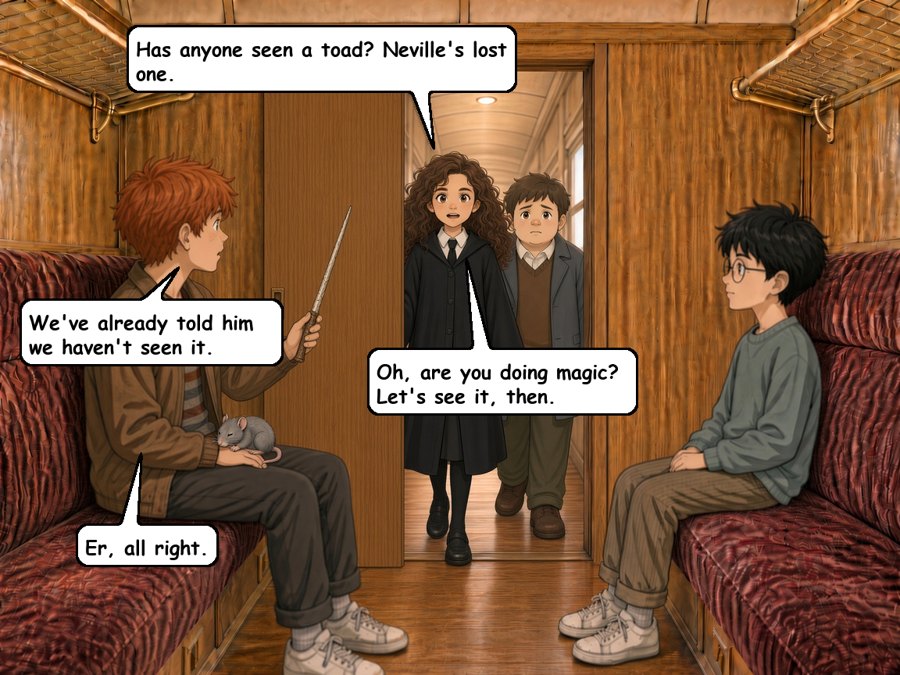 Has anyone seen a toad? Neville's lost
one.
We've already told him
we haven't seen it.
Oh, are you doing magic?
Let's see it, then.
Er, all right.